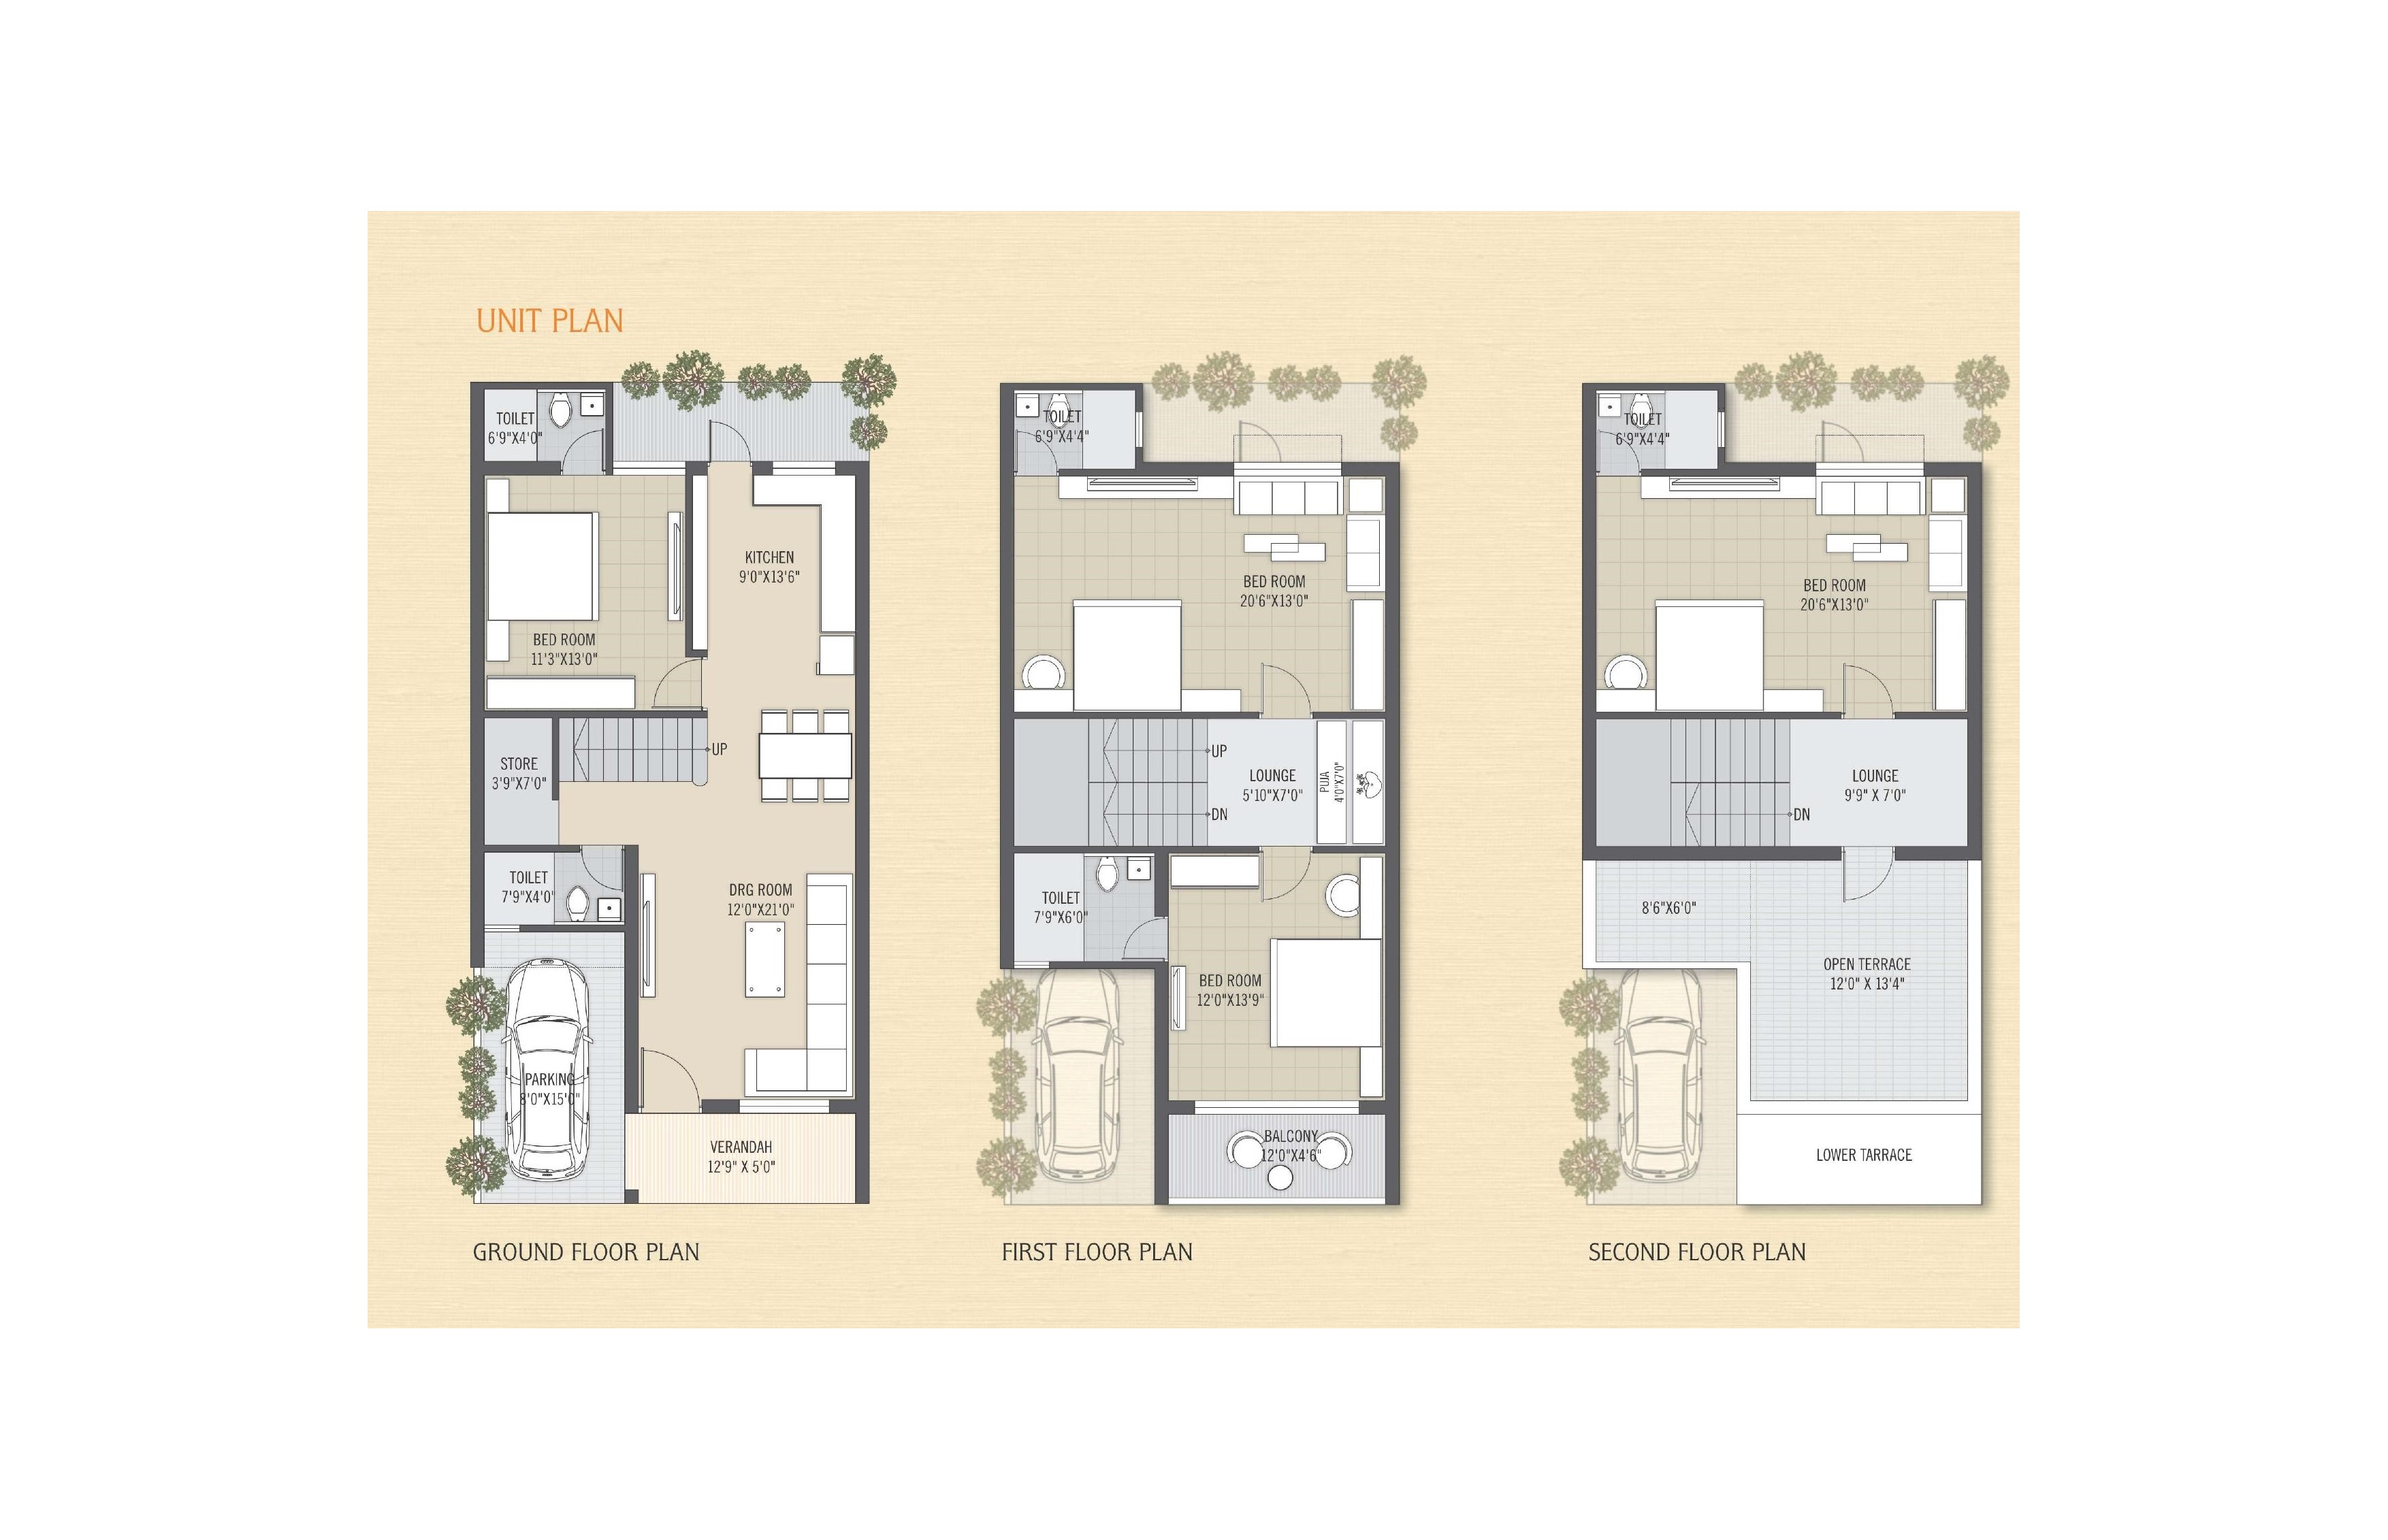 UNIT PLAN
TOILET
6'9"X4'0"
KITCHEN
9'0"X13'6"
BED ROOM
11'3"X13'0"
UP
STORE
3'9"X7'0"
TOILET
7'9"X4'0"
DRG ROOM
12'0"X21'0"
PARKING
8'0"X15'0"
VERANDAH
12'9" X 5'0"
GROUND FLOOR PLAN
TOILET
6'9"X4'4"
BED ROOM
20'6"X13'0"
UP
LOUNGE
5'10"X7'0"
PUJA
4'0"X7'0"
DN
TOILET
7'9"X6'0"
BED ROOM
12'0"X13'9"
BALCONY
12'0"X4'6"
FIRST FLOOR PLAN
TOILET
6'9"X4'4"
BED ROOM
20'6"X13'0"
LOUNGE
9'9" X 7'0"
DN
8'6"X6'0"
OPEN TERRACE
12'0" X 13'4"
LOWER TARRACE
SECOND FLOOR PLAN